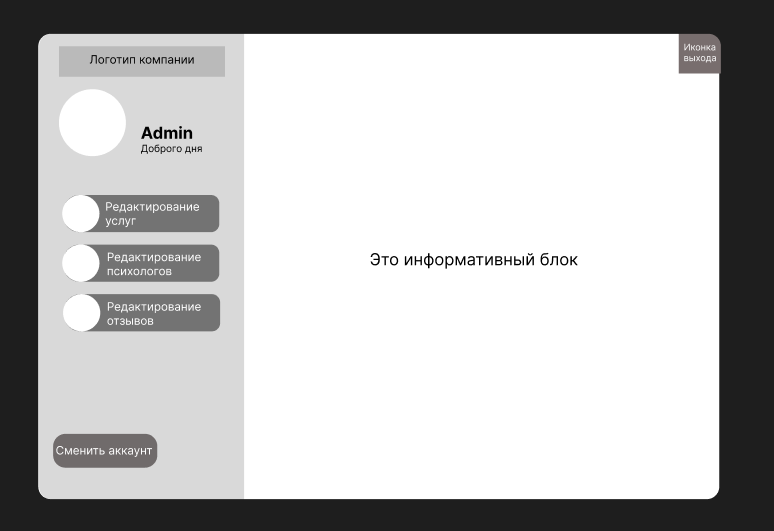 Логотип компании
Иконка
выхода
Admin
Доброго дня
Редактирование
услуг
Редактирование
психологов
Редактирование
отзывов
Это информативный блок
Сменить аккаунт